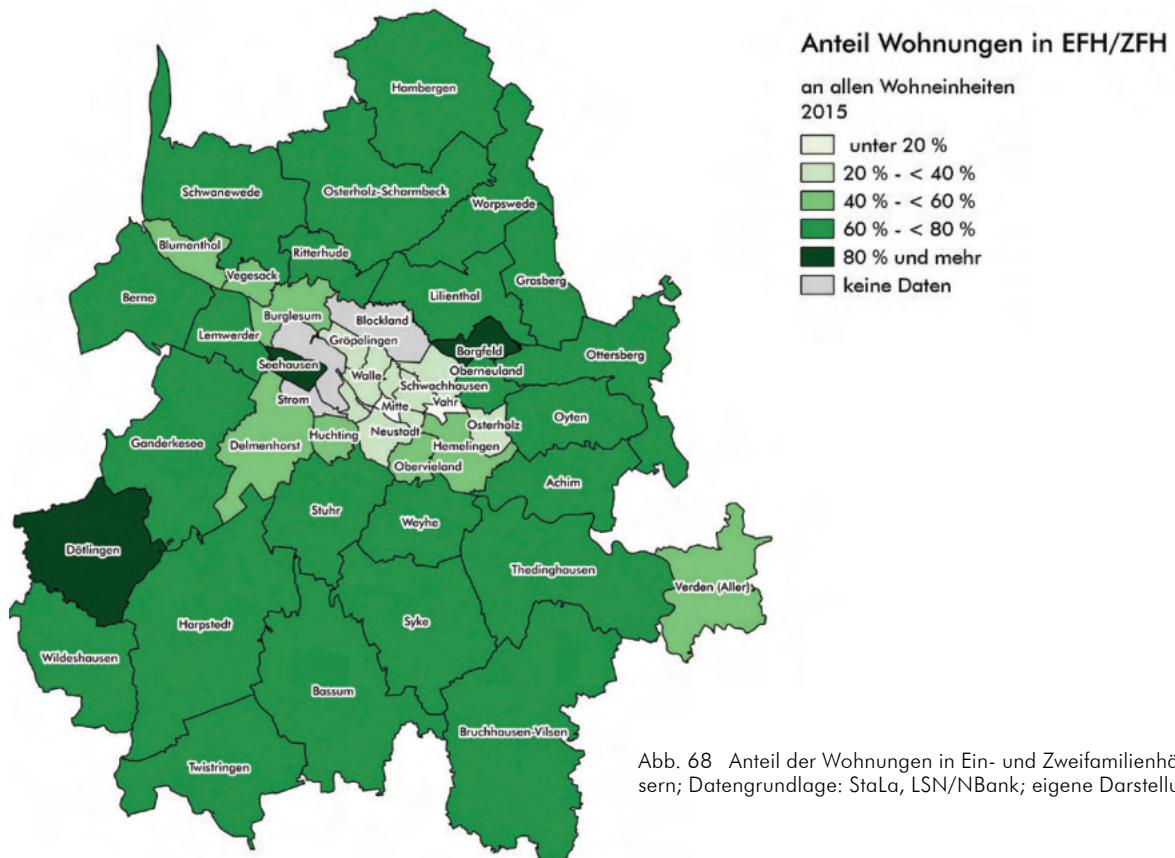 Anteil Wohnungen in EFH/ZFH
an allen Wohneinheiten
2015
unter 20 %
20 % - < 40 %
40 % - < 60 %
60 % - < 80 %
80 % und mehr
keine Daten
Hambergen
Schwanewede
Osterholz-Scharmbeck
Worpswede
Blumenthal
Ritterhude
Vegesack
Grasberg
Berne
Lilienthal
Burglesum
Blockland
Lemwerder
Gröpelingen
Borgfeld
Ottersberg
Seehausen
Oberneuland
Walle
Schwachhausen
Strom
Mitte
Vahr
Oyten
Osterholz
Ganderkesee
Delmenhorst
Huchting
Neustadt
Hemelingen
Obervieland
Achim
Stuhr
Weyhe
Dötlingen
Thedinghausen
Verden (Aller)
Harpstedt
Syke
Wildeshausen
Bassum
Bruchhausen-Vilsen
Twistringen
Abb. 68 Anteil der Wohnungen in Ein- und Zweifamilienhä
sern; Datengrundlage: StaLa, LSN/NBank; eigene Darstellu